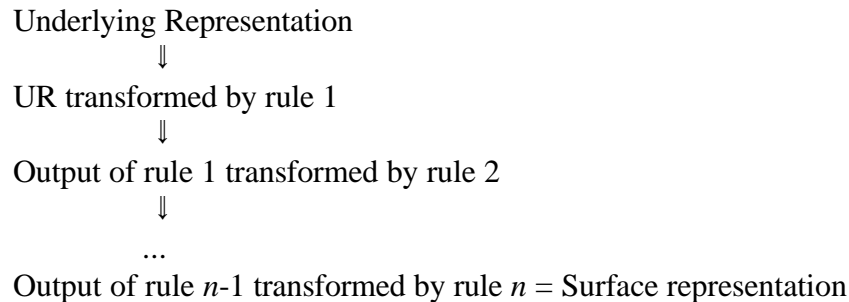 Underlying Representation
⇓
UR transformed by rule 1
⇓
Output of rule 1 transformed by rule 2
⇓
...
Output of rule n-1 transformed by rule n = Surface representation